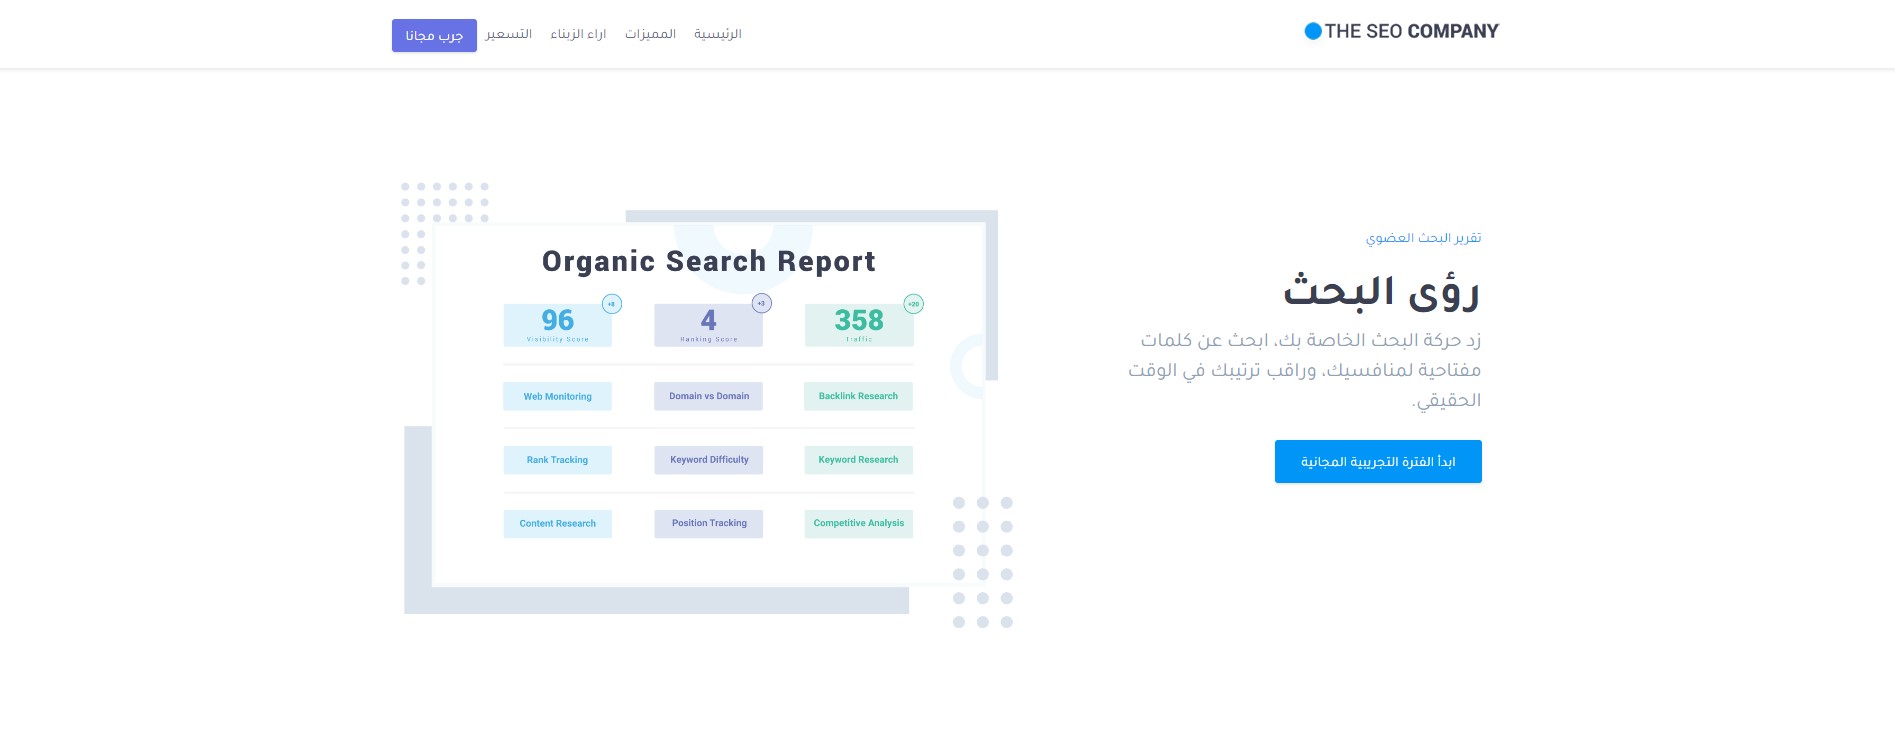 THE SEO COMPANY
الرئيسية
المميزات
اراء الزبناء
التسعير
جرب مجانا
تقرير البحث العضوي
رؤى البحث
زد حركة البحث الخاصة بك، ابحث عن كلمات
مفتاحية لمنافسيك، وراقب ترتيبك في الوقت
الحقيقي.
ابدأ الفترة التجريبية المجانية
Organic Search Report
96 +8
Visibility Score
4 +3
Ranking Score
358 +20
Traffic
Web Monitoring
Domain vs Domain
Backlink Research
Rank Tracking
Keyword Difficulty
Keyword Research
Content Research
Position Tracking
Competitive Analysis